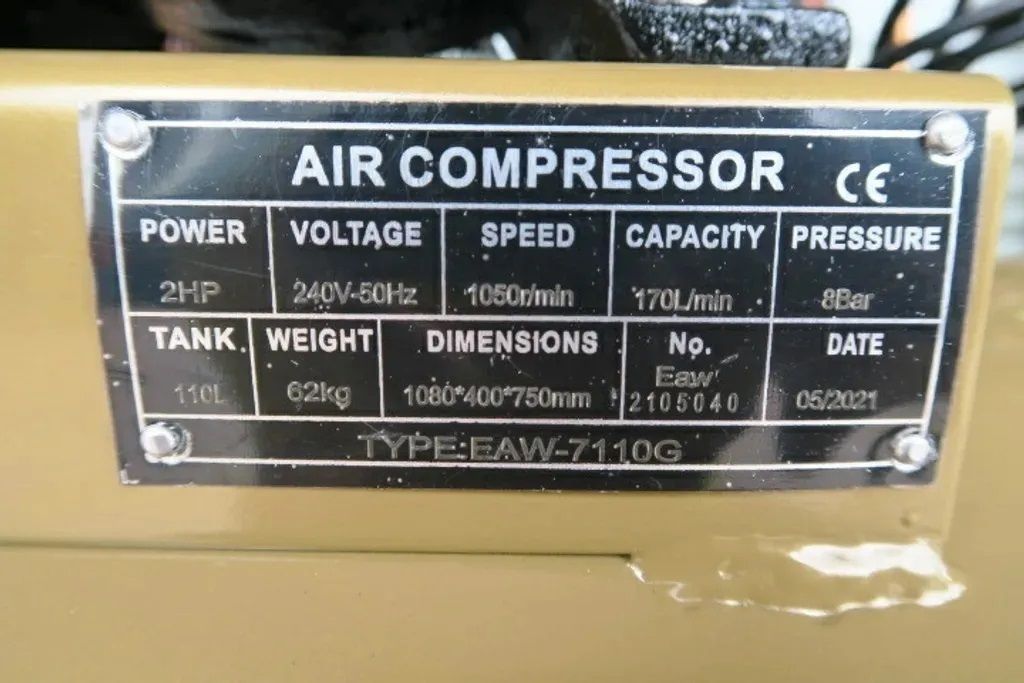 AIR COMPRESSOR CE
POWER VOLTAGE SPEED CAPACITY PRESSURE
2HP 240V-50Hz 1050r/min 170L/min 8Bar
TANK WEIGHT DIMENSIONS No. DATE
110L 62kg 1080*400*750mm Eaw 2105040 05/2021
TYPE:EAW-7110G